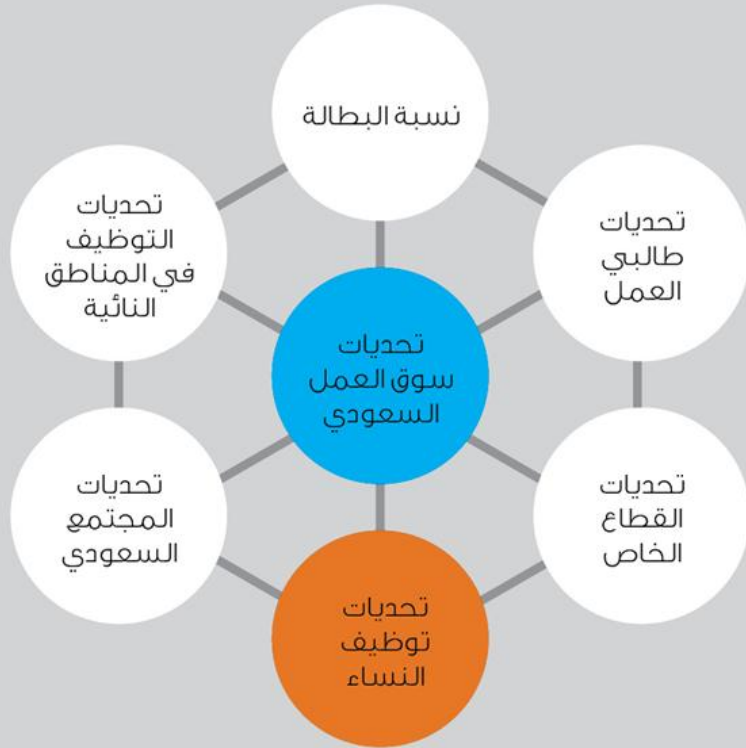 نسبة البطالة
تحديات
طالبي
العمل
تحديات
التوظيف
في المناطق
النائية
تحديات
سوق العمل
السعودي
تحديات
القطاع
الخاص
تحديات
المجتمع
السعودي
تحديات
توظيف
النساء